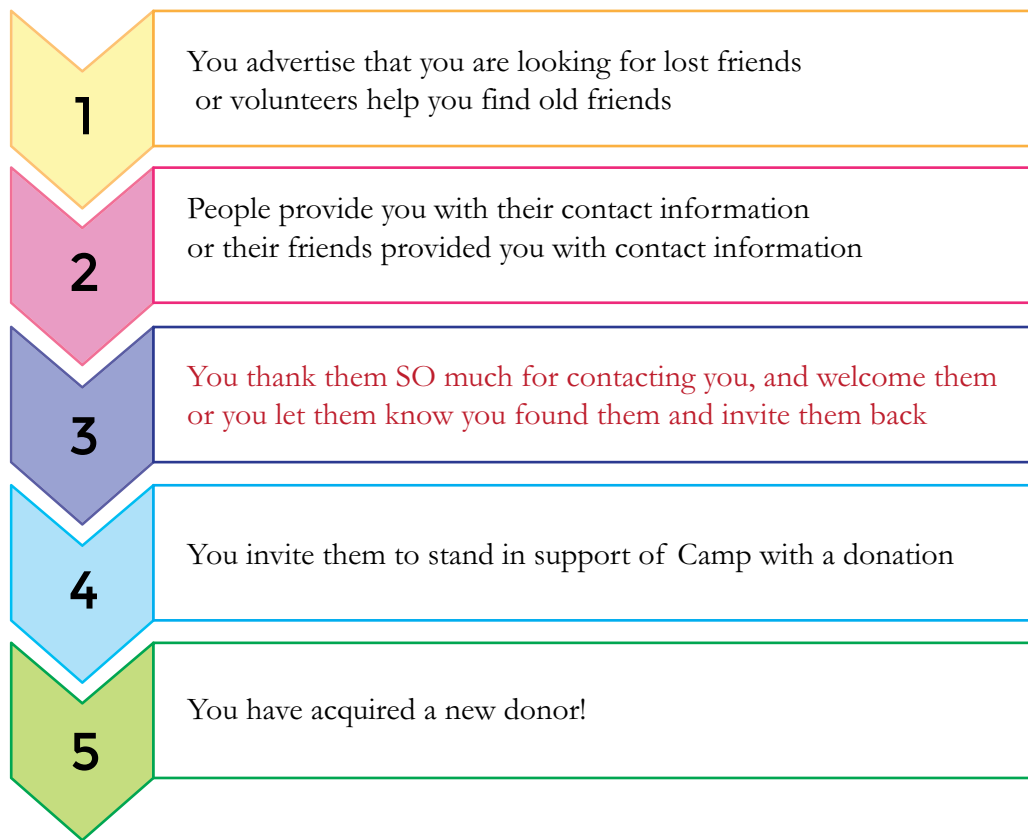 1
You advertise that you are looking for lost friends
or volunteers help you find old friends
2
People provide you with their contact information
or their friends provided you with contact information
3
You thank them SO much for contacting you, and welcome them
or you let them know you found them and invite them back
4
You invite them to stand in support of Camp with a donation
5
You have acquired a new donor!